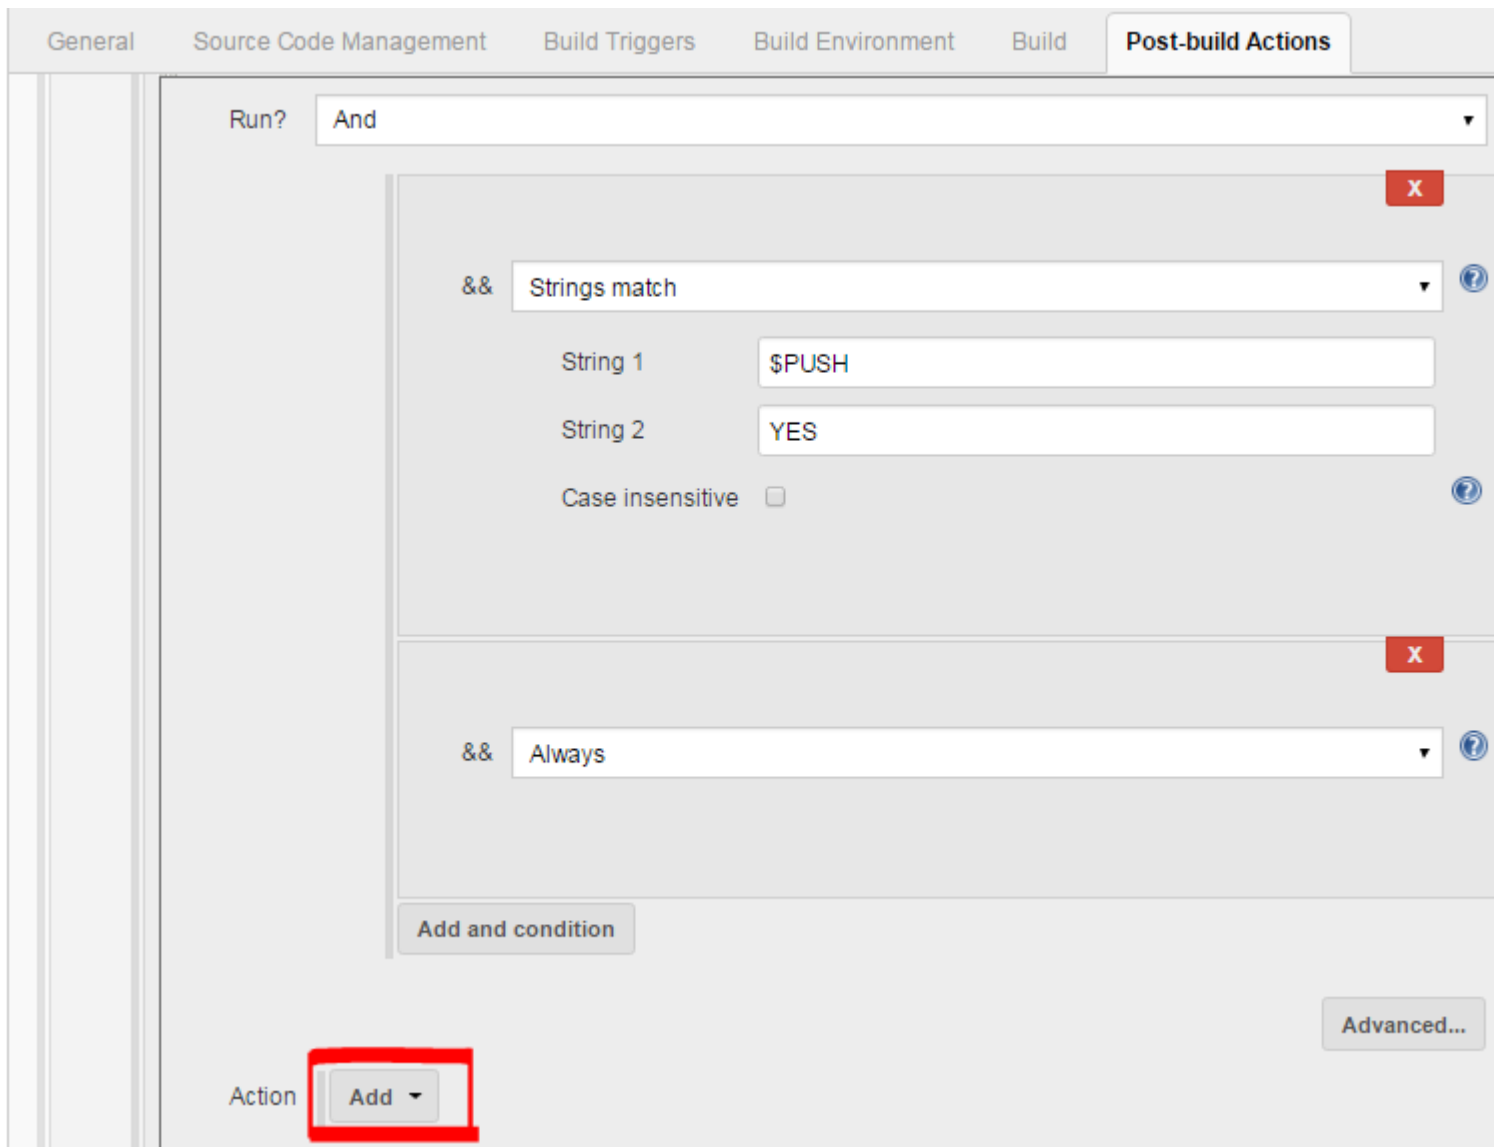 General Source Code Management Build Triggers Build Environment Build Post-build Actions
Run? And
X
&& Strings match
String 1 $PUSH
String 2 YES
Case insensitive
X
&& Always
Add and condition
Advanced...
Action Add